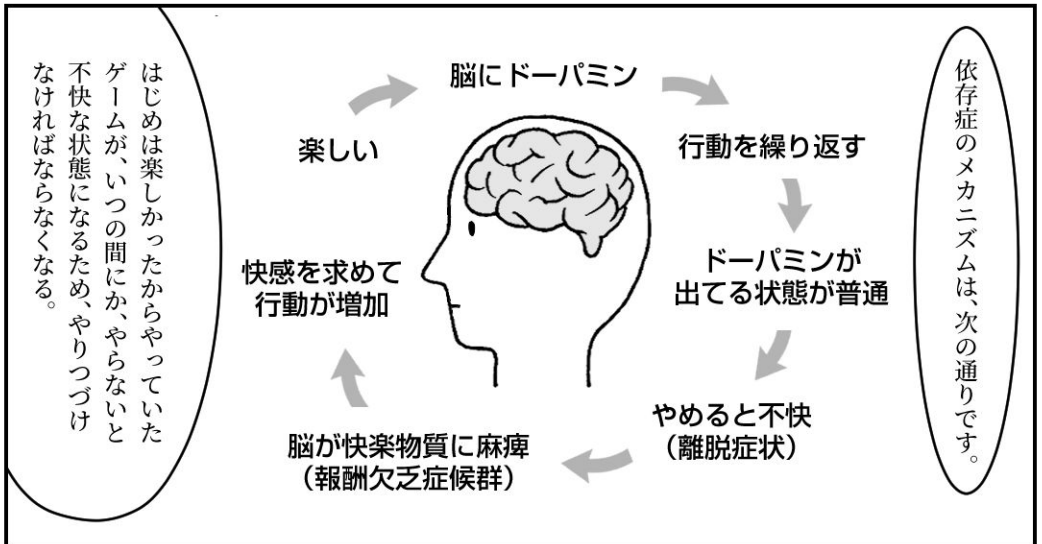 依存症のメカニズムは、次の通りです。
楽しい
脳にドーパミン
行動を繰り返す
ドーパミンが
出てる状態が普通
やめると不快
（離脱症状）
脳が快楽物質に麻痺
（報酬欠乏症候群）
快感を求めて
行動が増加
はじめは楽しかったからやっていた
ゲームが、いつの間にか、やらないと
不快な状態になるため、やりつづけ
なければならなくなる。